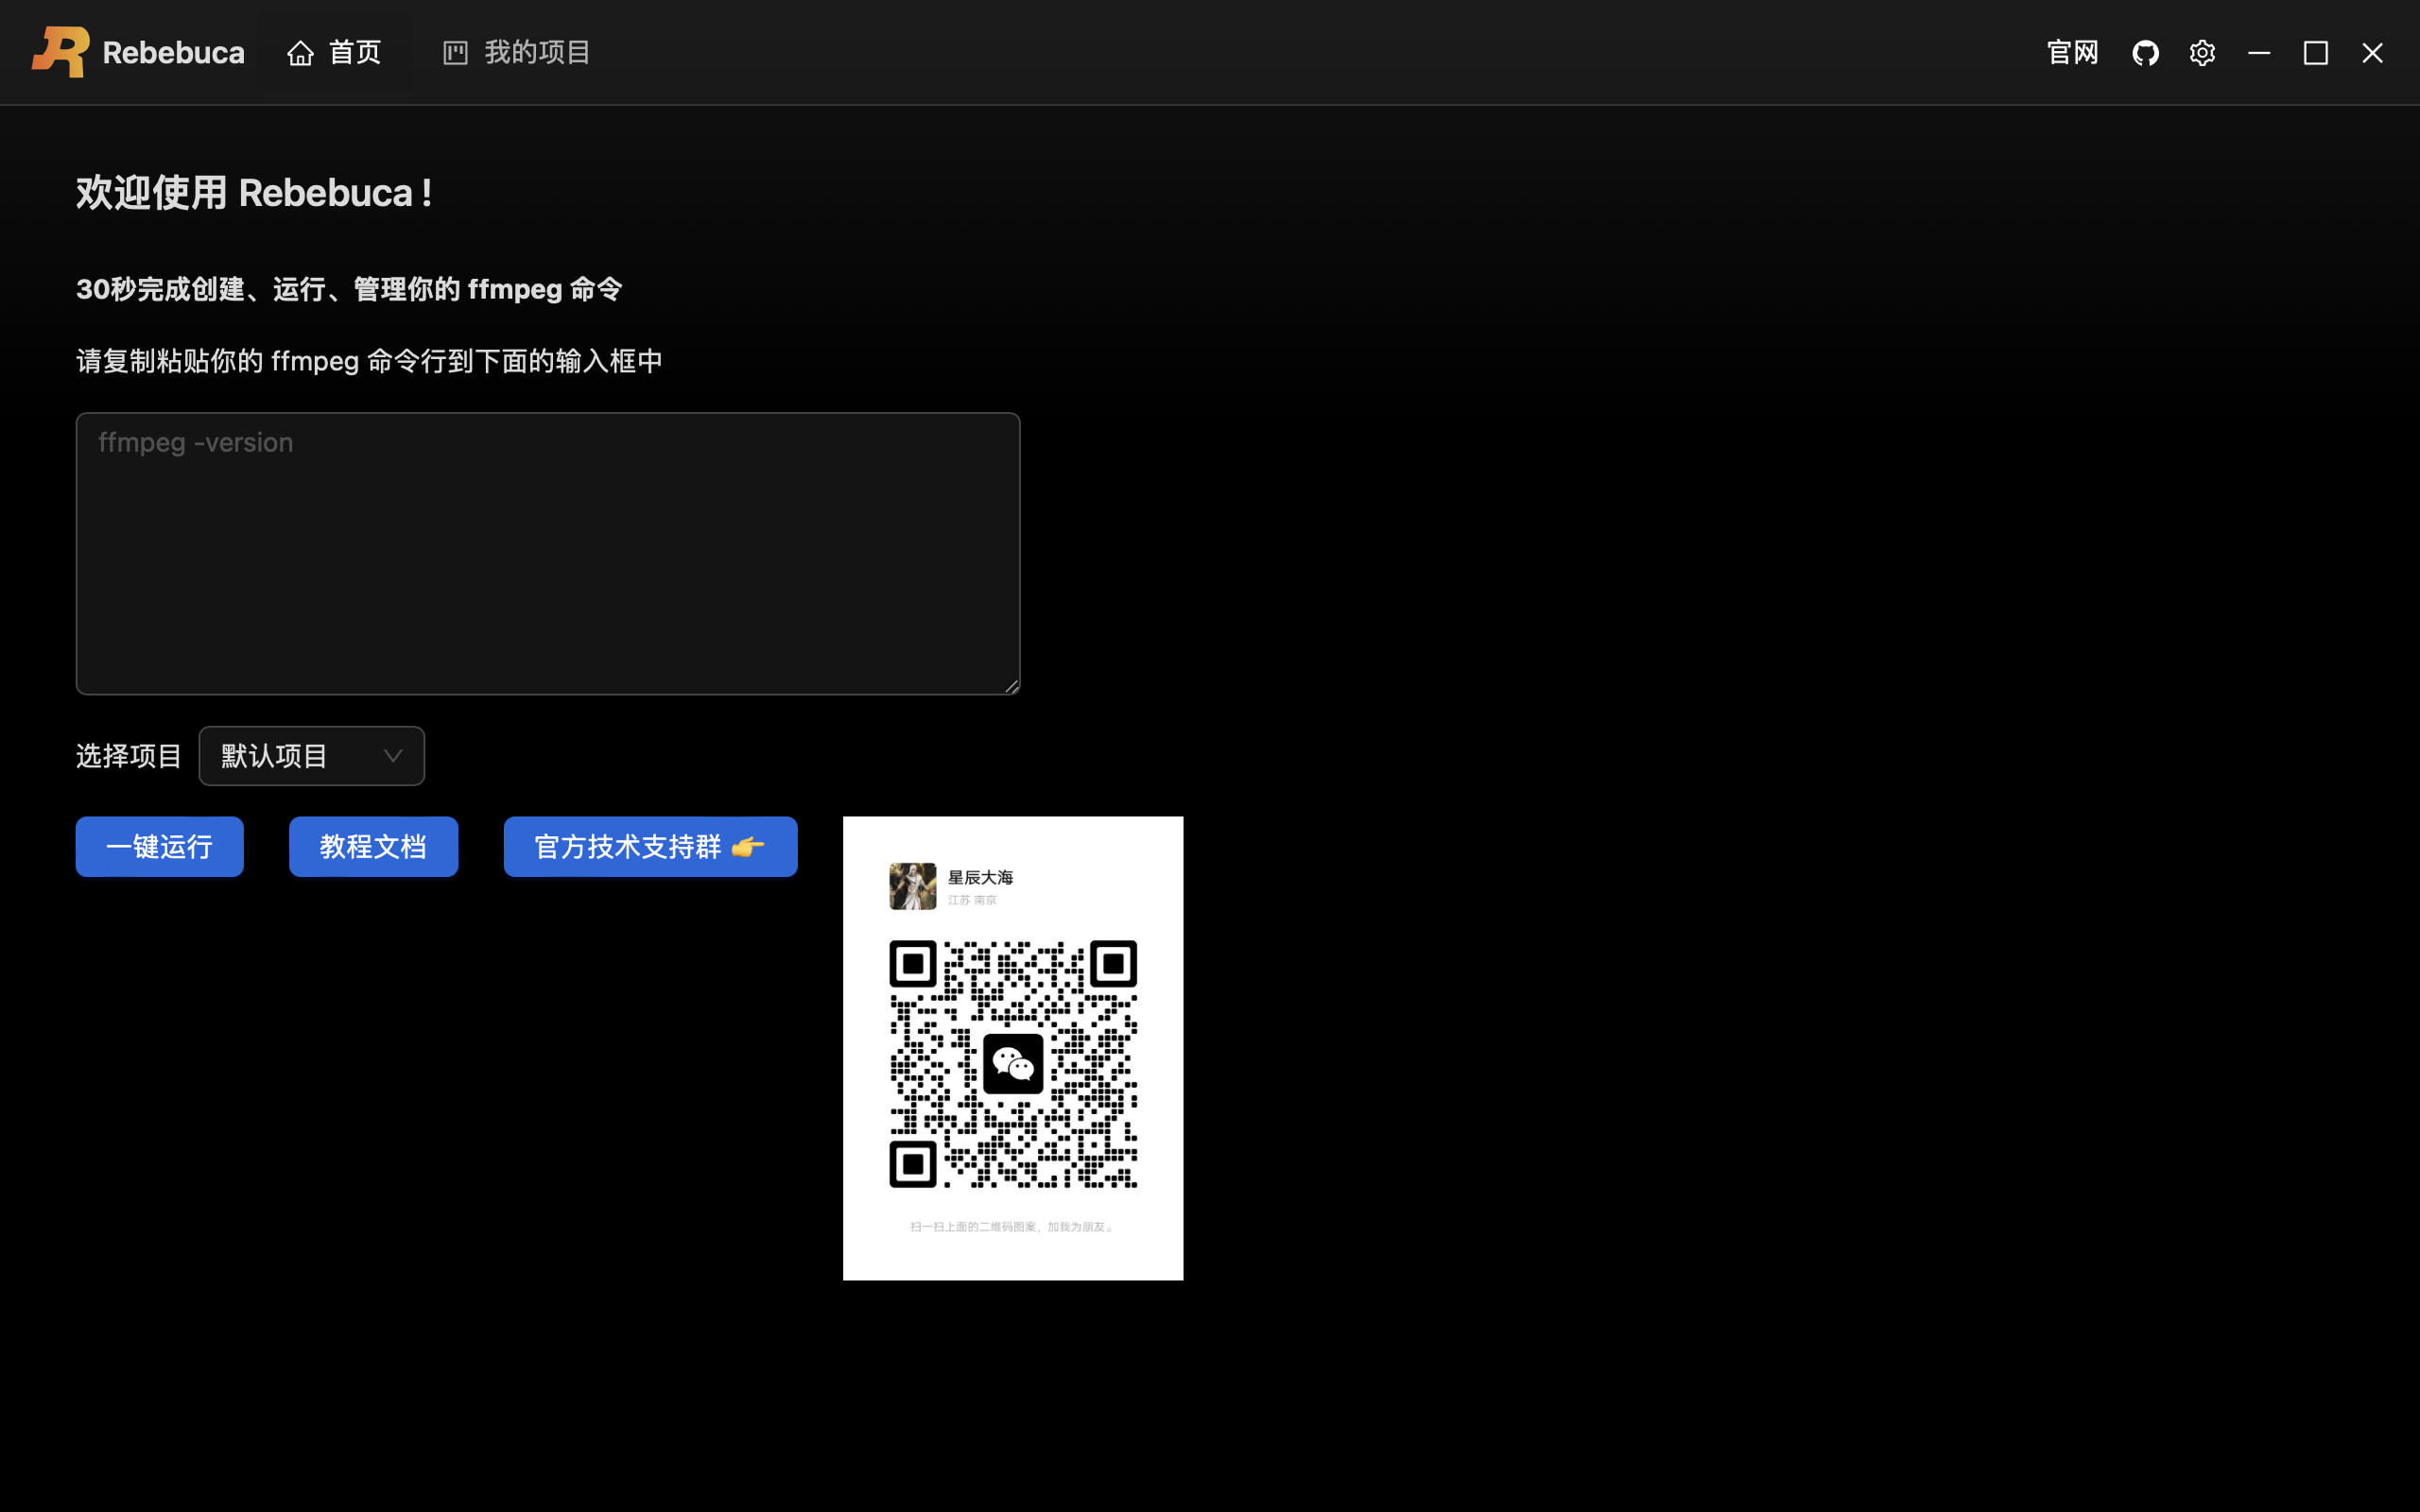 Rebebuca
首页
我的项目
官网
欢迎使用 Rebebuca !
30秒完成创建、运行、管理你的 ffmpeg 命令
请复制粘贴你的 ffmpeg 命令行到下面的输入框中
ffmpeg -version
选择项目
默认项目
一键运行
教程文档
官方技术支持群 👉
星辰大海
江苏 南京
扫一扫上面的二维码图案，加我为朋友。